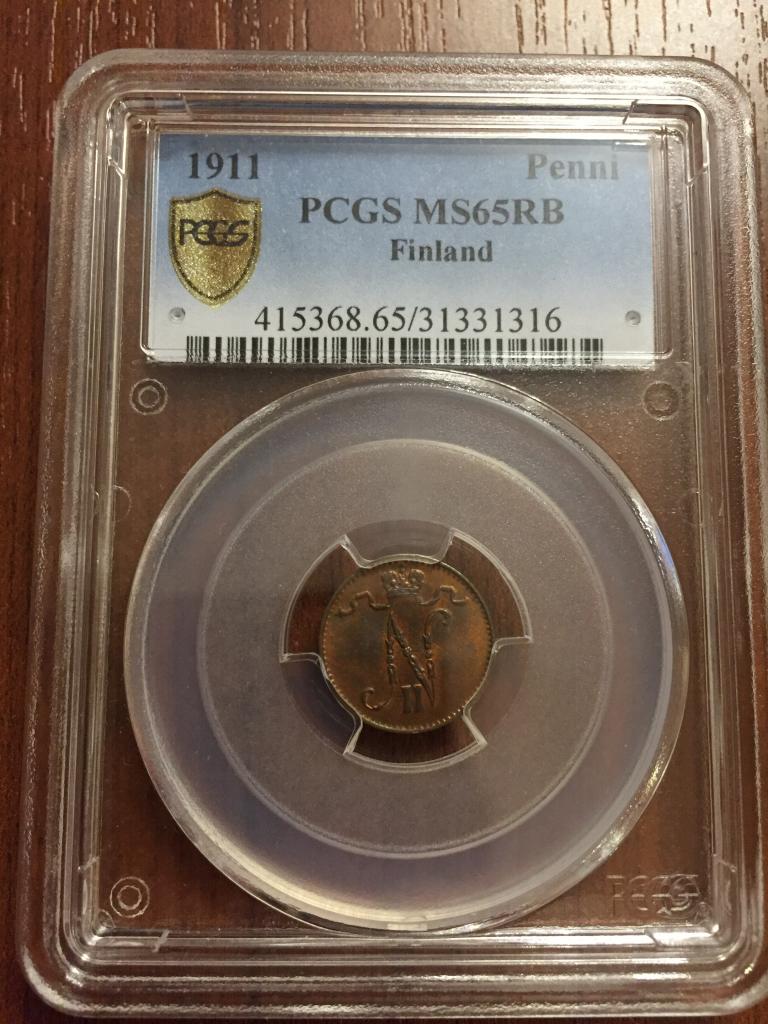 1911 Penni
PCGS
PCGS MS65RB
Finland
415368.65/31331316
N
II
PCGS